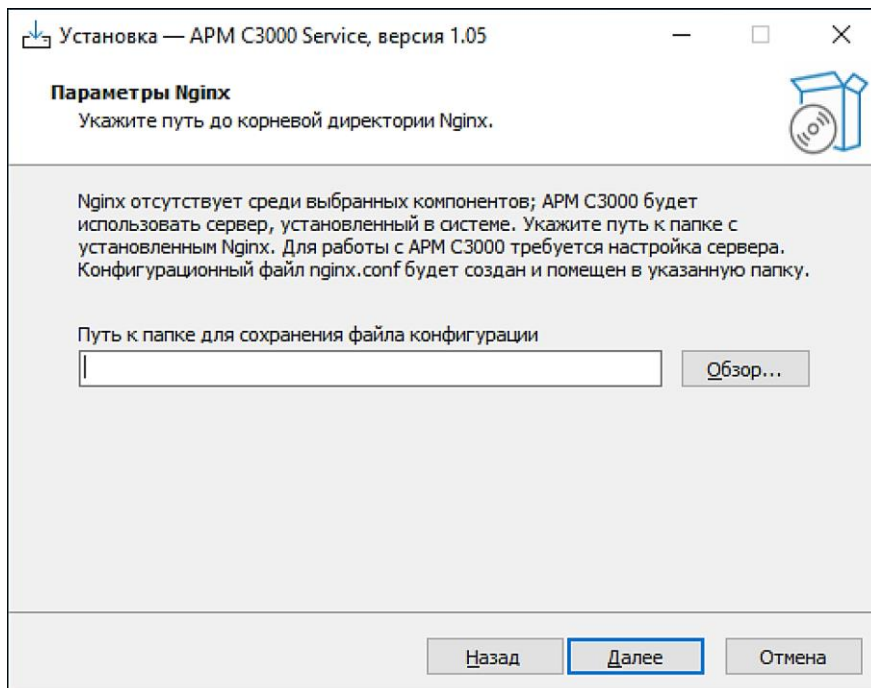 Установка — АРМ С3000 Service, версия 1.05
Параметры Nginx
Укажите путь до корневой директории Nginx.
Nginx отсутствует среди выбранных компонентов; АРМ С3000 будет
использовать сервер, установленный в системе. Укажите путь к папке с
установленным Nginx. Для работы с АРМ С3000 требуется настройка сервера.
Конфигурационный файл nginx.conf будет создан и помещен в указанную папку.
Путь к папке для сохранения файла конфигурации
Обзор...
Назад Далее Отмена